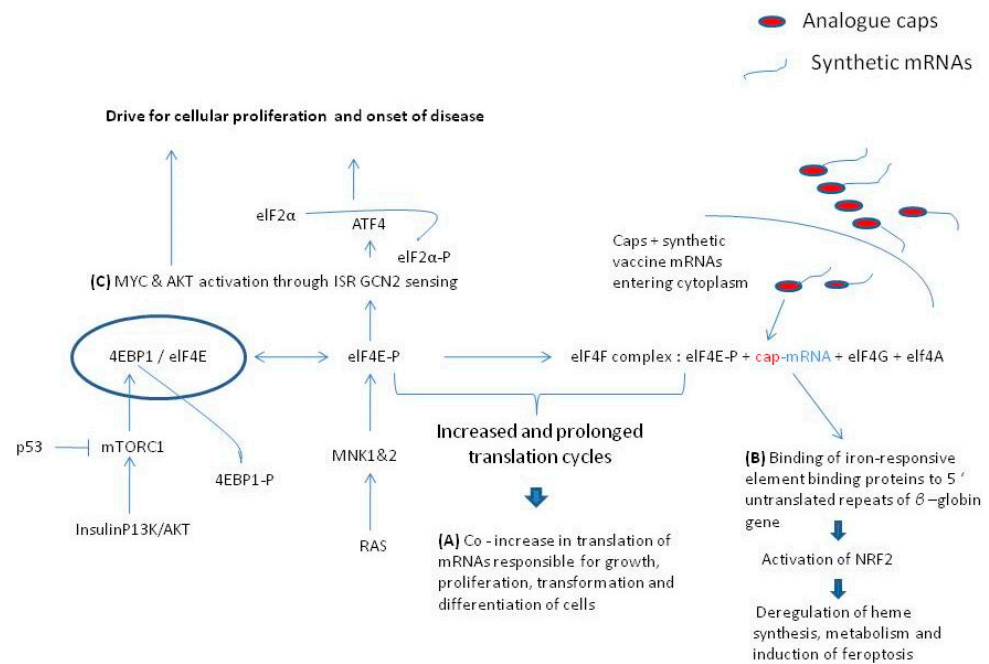 Analogue caps
Synthetic mRNAs
Drive for cellular proliferation and onset of disease
eIF2α
ATF4
eIF2α-P
Caps + synthetic
vaccine mRNAs
entering cytoplasm
(C) MYC & AKT activation through ISR GCN2 sensing
4EBP1 / eIF4E
eIF4E-P
eIF4F complex : eIF4E-P + cap-mRNA + eIF4G + eIf4A
p53
mTORC1
4EBP1-P
InsulinP13K/AKT
MNK1&2
RAS
Increased and prolonged
translation cycles
(A) Co - increase in translation of
mRNAs responsible for growth,
proliferation, transformation and
differentiation of cells
(B) Binding of iron-responsive
element binding proteins to 5 ‘
untranslated repeats of β–globin
gene
Activation of NRF2
Deregulation of heme
synthesis, metabolism and
induction of feroptosis